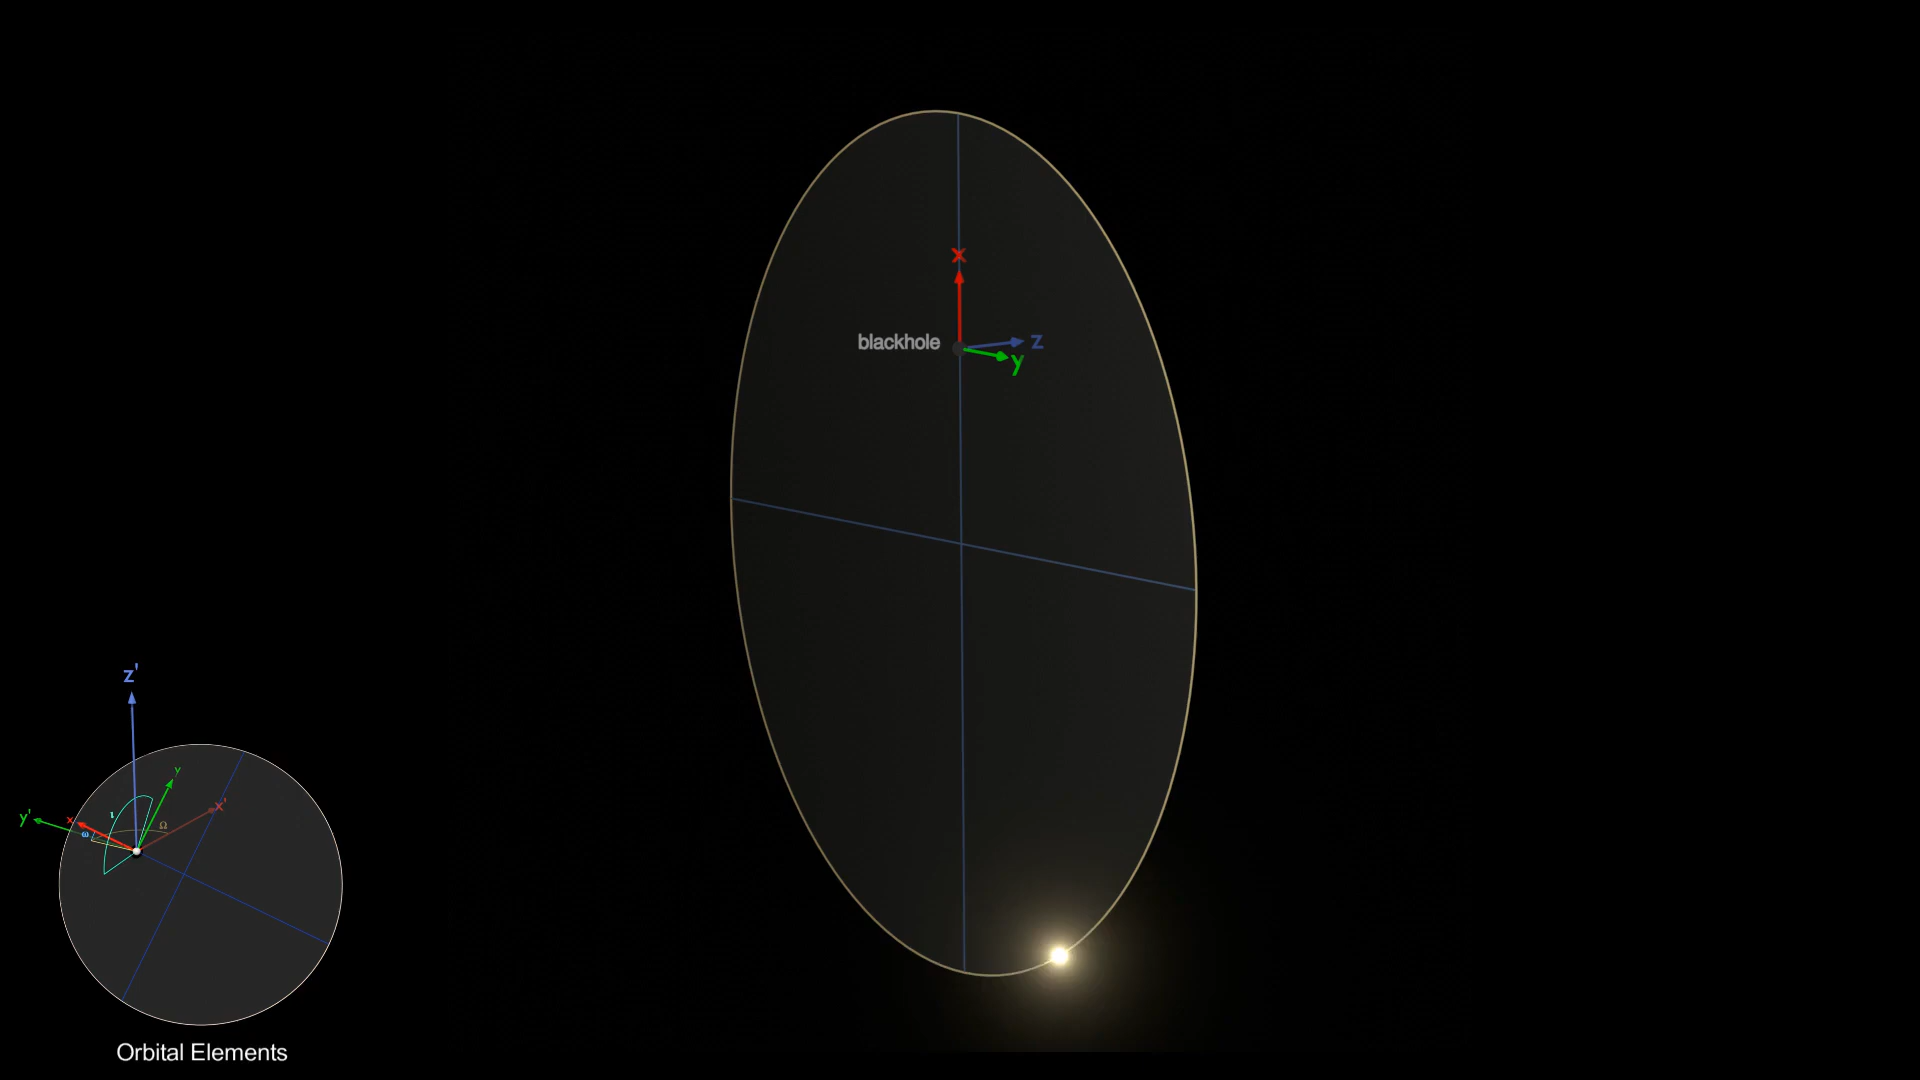 x
blackhole
z
y
z'
y
x'
y'
x
ι
Ω
ω
Orbital Elements